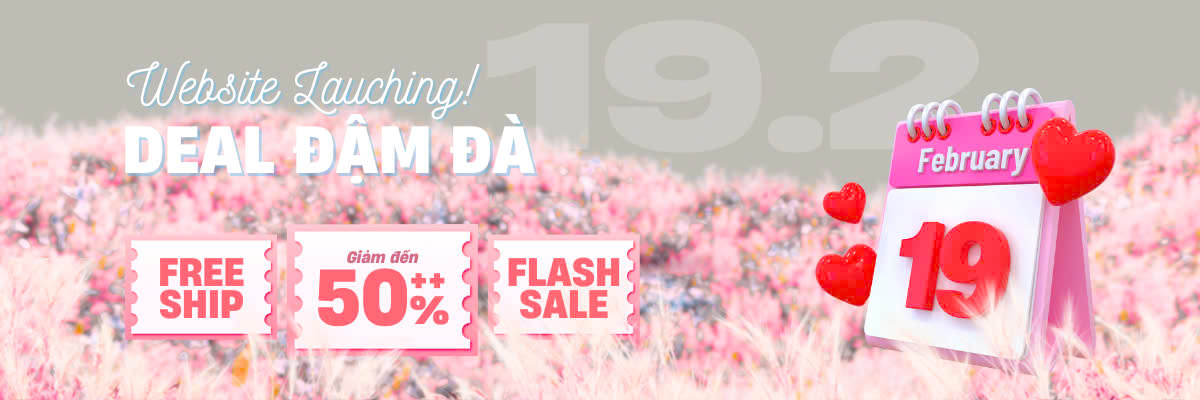 19.2
Website Lauching!
DEAL ĐẬM ĐÀ
FREE
SHIP
Giảm đến
50++
%
FLASH
SALE
February
19